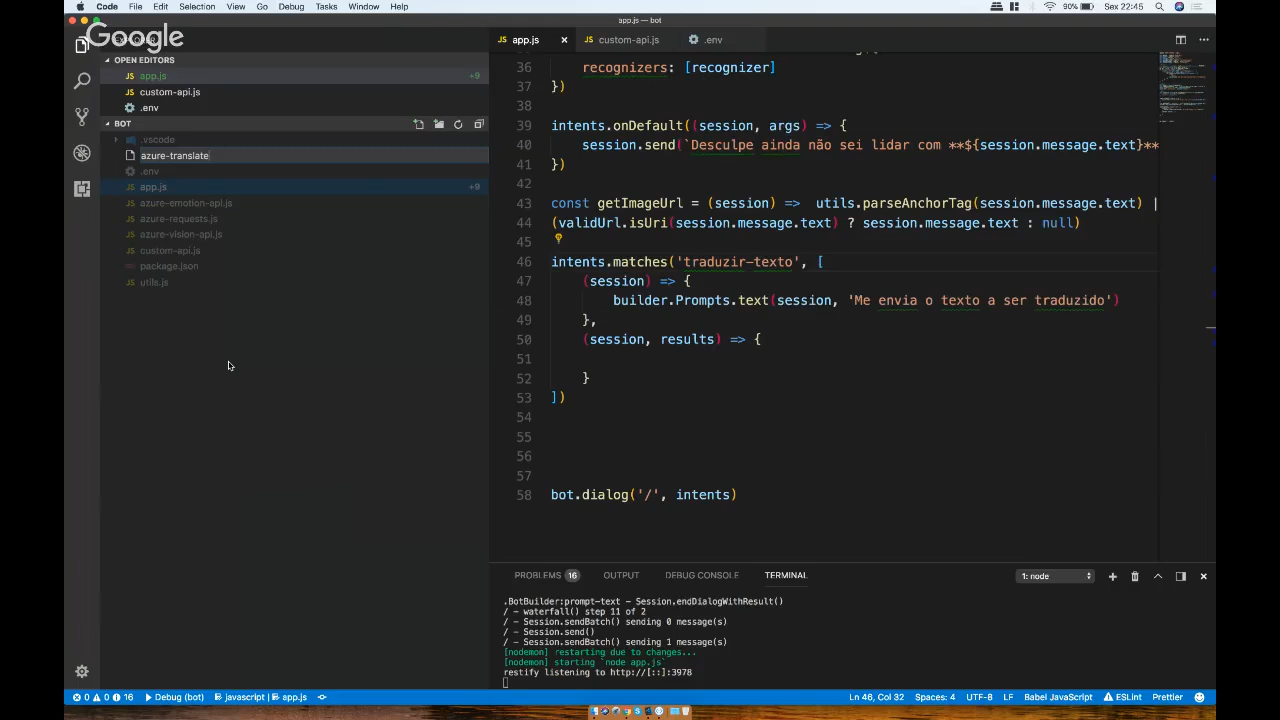 Code File Edit Selection View Go Debug Tasks Window Help 90% Sex 22:45
app.js — bot
Google
app.js custom-api.js .env
OPEN EDITORS
app.js +9
custom-api.js
.env
BOT
.vscode
azure-translate
.env
app.js +9
azure-emotion-api.js
azure-requests.js
azure-vision-api.js
custom-api.js
package.json
utils.js
36 recognizers: [recognizer]
37 })
38
39 intents.onDefault((session, args) => {
40 session.send(`Desculpe ainda não sei lidar com **${session.message.text}**
41 })
42
43 const getImageUrl = (session) => utils.parseAnchorTag(session.message.text) |
44 (validUrl.isUri(session.message.text) ? session.message.text : null)
45
46 intents.matches('traduzir-texto', [
47 (session) => {
48 builder.Prompts.text(session, 'Me envia o texto a ser traduzido')
49 },
50 (session, results) => {
51
52 }
53 ])
54
55
56
57
58 bot.dialog('/', intents)
PROBLEMS 16 OUTPUT DEBUG CONSOLE TERMINAL 1: node
.BotBuilder:prompt-text - Session.endDialogWithResult()
/ - waterfall() step 11 of 2
/ - Session.sendBatch() sending 0 message(s)
/ - Session.send()
/ - Session.sendBatch() sending 1 message(s)
[nodemon] restarting due to changes...
[nodemon] starting `node app.js`
restify listening to http://[::]:3978
0 0 16 Debug (bot) javascript | app.js Ln 46, Col 32 Spaces: 4 UTF-8 LF Babel JavaScript ESLint Prettier